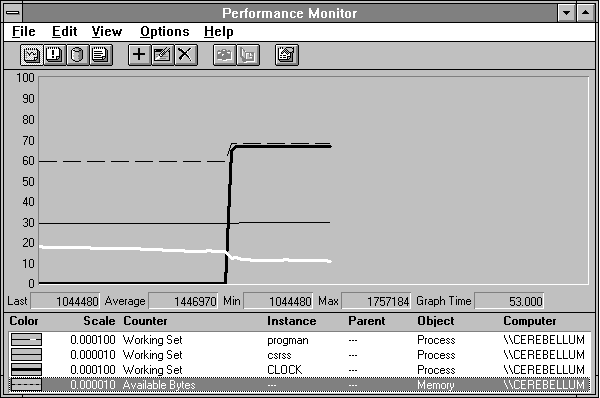 Performance Monitor
File Edit View Options Help
100
90
80
70
60
50
40
30
20
10
0
Last 1044480 Average 1446970 Min 1044480 Max 1757184 Graph Time 53.000
Color Scale Counter Instance Parent Object Computer
0.000100 Working Set progman --- Process \\CEREBELLUM
0.000010 Working Set csrss --- Process \\CEREBELLUM
0.000100 Working Set CLOCK --- Process \\CEREBELLUM
0.000010 Available Bytes --- --- Memory \\CEREBELLUM